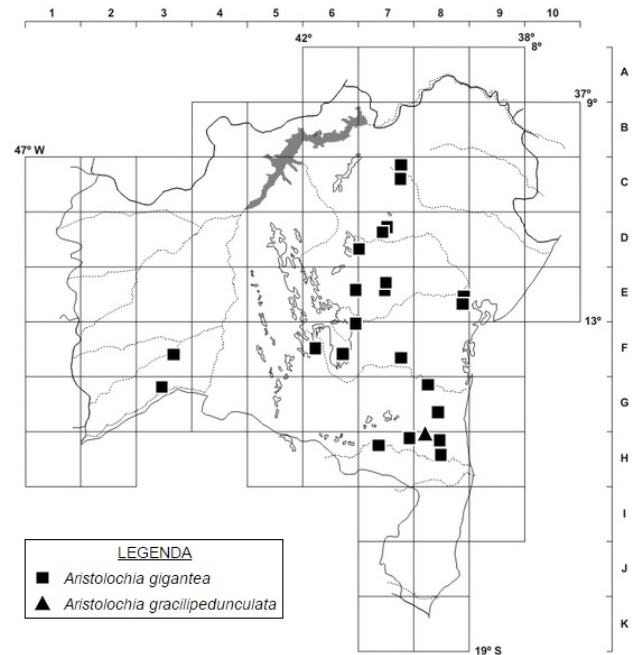 1 2 3 4 5 6 7 8 9 10
42° 38°
8°
A
37°
9°
B
47° W
C
D
E
13°
F
G
H
I
J
K
19° S
LEGENDA
Aristolochia gigantea
Aristolochia gracilipedunculata